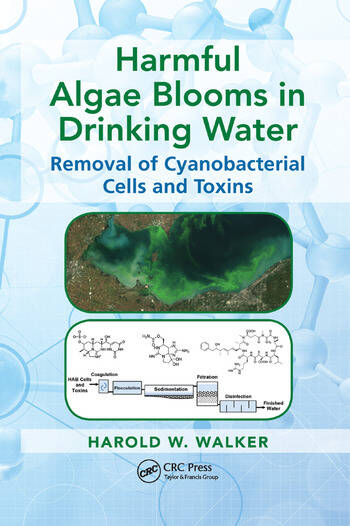 Harmful
Algae Blooms in
Drinking Water
Removal of Cyanobacterial
Cells and Toxins
HAB Cells
and
Toxins
Coagulation
Flocculation
Sedimentation
Filtration
Disinfection
Finished
Water
HAROLD W. WALKER
CRC
CRC Press
Taylor & Francis Group